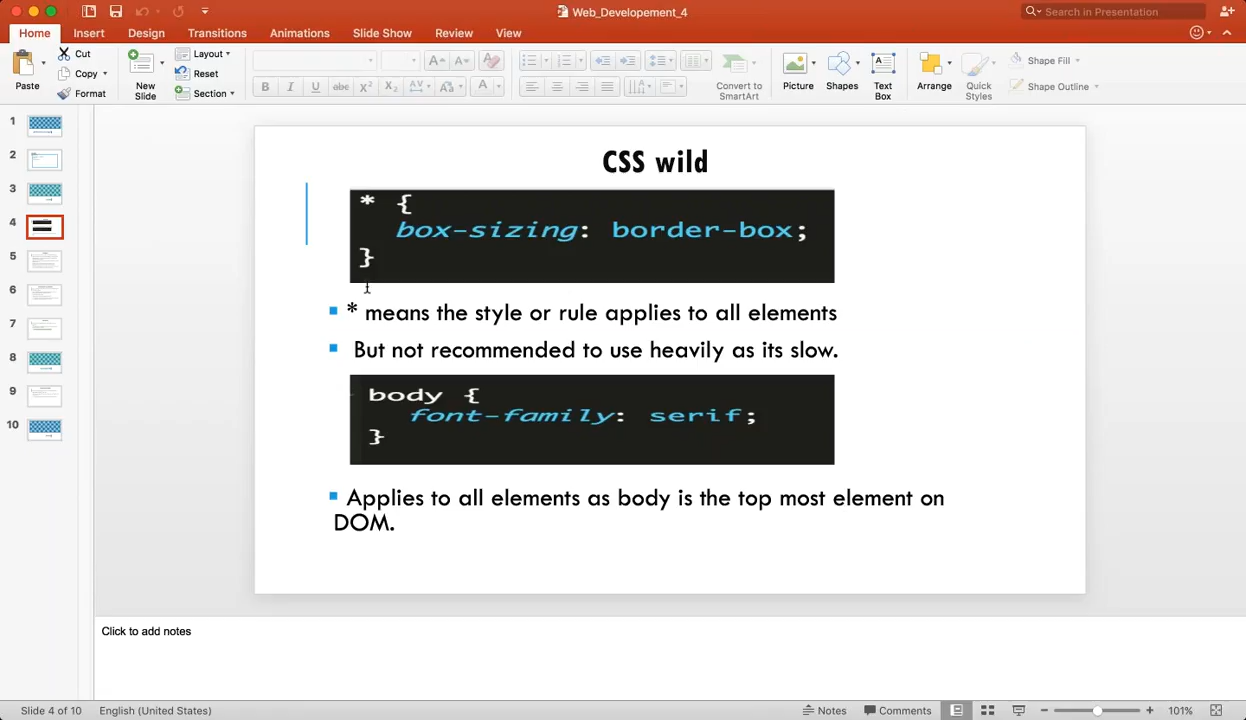 Web_Developement_4
Search in Presentation
Home Insert Design Transitions Animations Slide Show Review View
Paste
Cut
Copy
Format
New Slide
Layout
Reset
Section
B I U abc X² X₂ AV Aa A
Convert to SmartArt
Picture
Shapes
Text Box
Arrange
Quick Styles
Shape Fill
Shape Outline
1
2
3
4
5
6
7
8
9
10
CSS wild
* {
box-sizing: border-box;
}
* means the style or rule applies to all elements
But not recommended to use heavily as its slow.
body {
font-family: serif;
}
Applies to all elements as body is the top most element on
DOM.
Click to add notes
Slide 4 of 10 English (United States) Notes Comments 101%